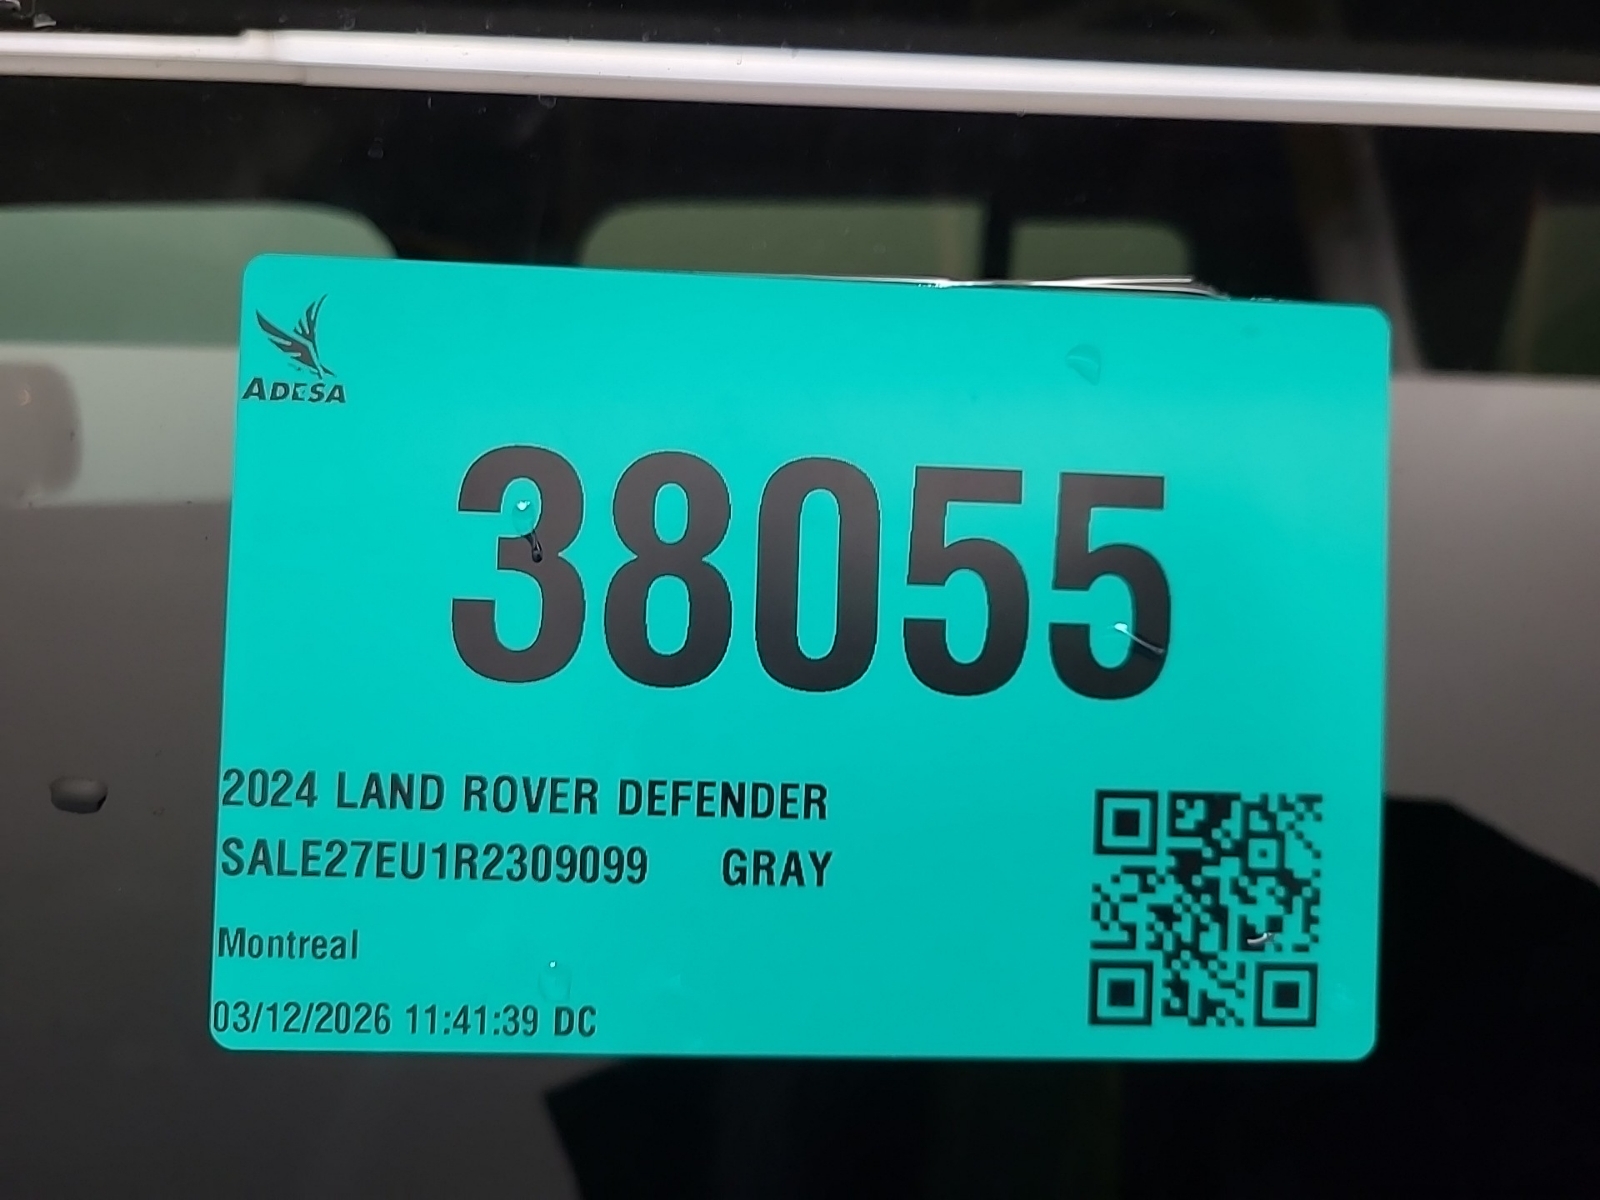 ADESA
38055
2024 LAND ROVER DEFENDER
SALE27EU1R2309099 GRAY
Montreal
03/12/2026 11:41:39 DC